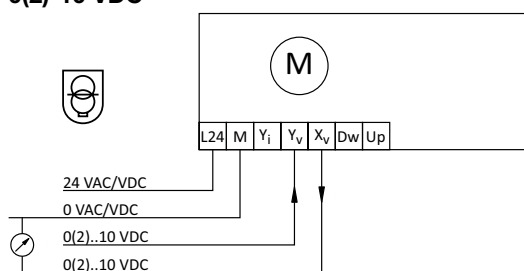 0(2)-10 VDC
M
L24 M Yi Yv Xv Dw Up
24 VAC/VDC
0 VAC/VDC
0(2)..10 VDC
0(2)..10 VDC